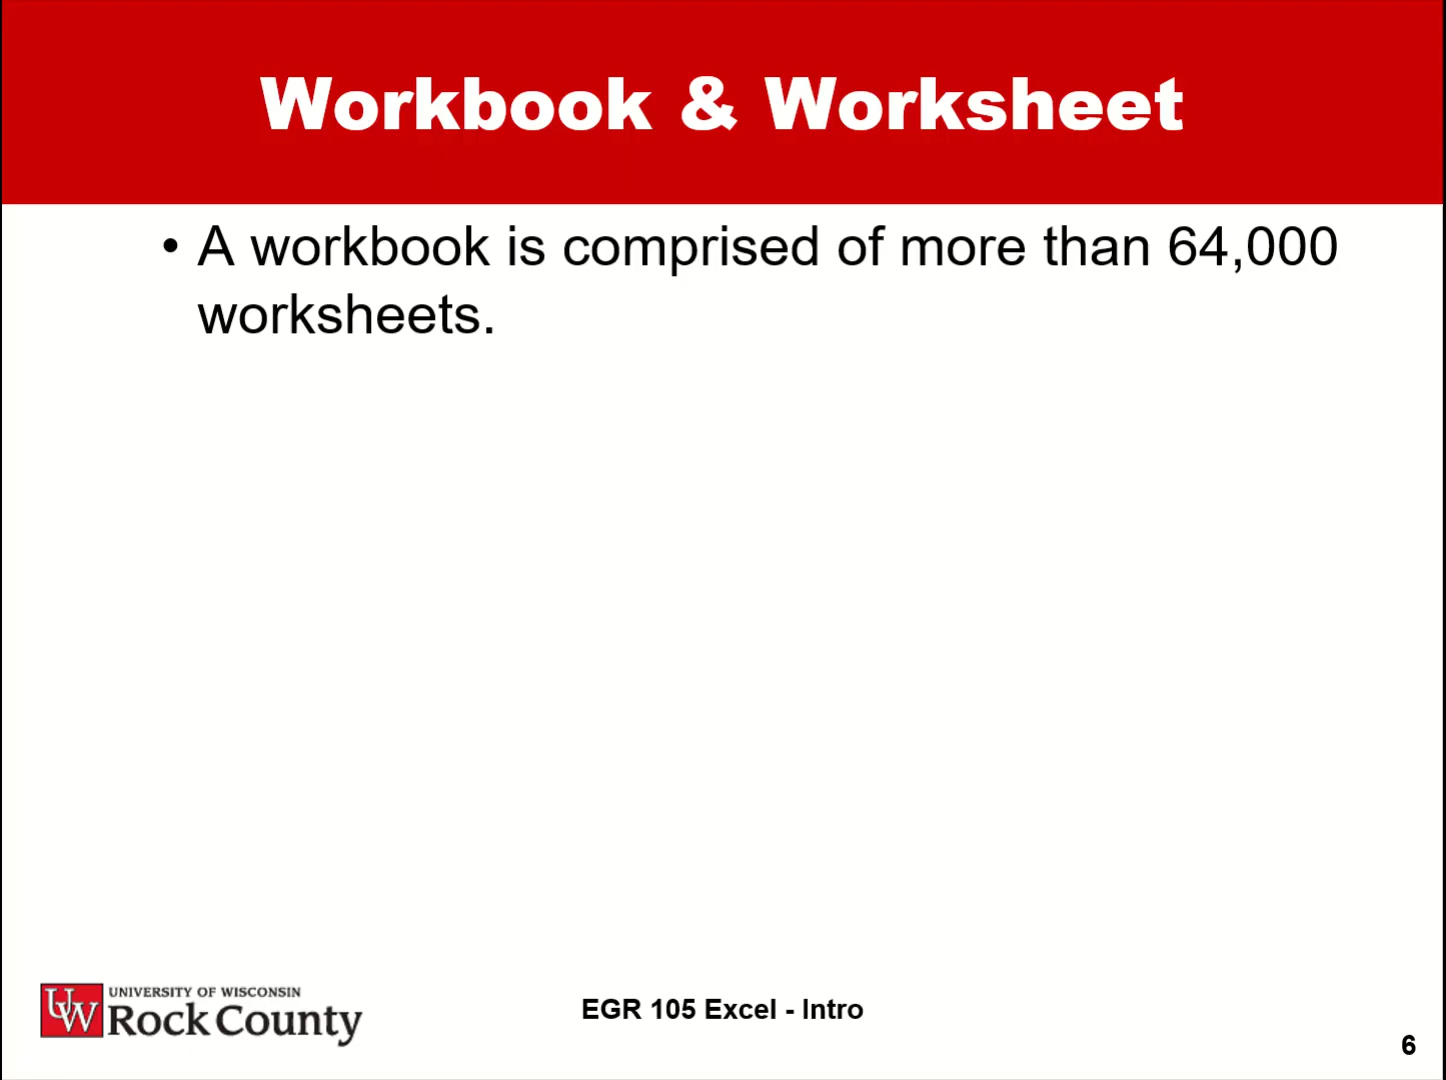 Workbook & Worksheet
• A workbook is comprised of more than 64,000
worksheets.
UW
UNIVERSITY OF WISCONSIN
Rock County
EGR 105 Excel - Intro
6